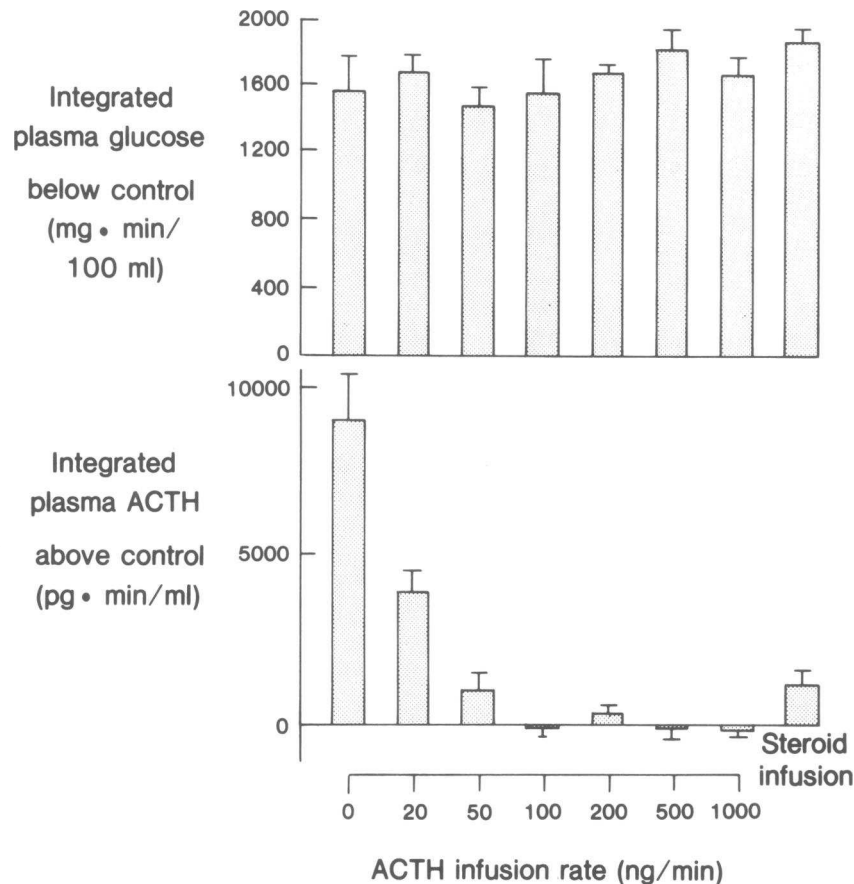 2000
1600
1200
800
400
0
Integrated
plasma glucose
below control
(mg • min/
100 ml)
10000
5000
0
Integrated
plasma ACTH
above control
(pg • min/ml)
Steroid
infusion
0 20 50 100 200 500 1000
ACTH infusion rate (ng/min)